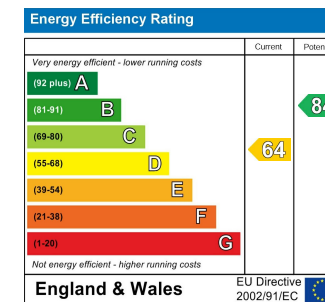 Energy Efficiency Rating
Current
Very energy efficient - lower running costs
(92 plus) A
(81-91) B
(69-80) C
(55-68) D
(39-54) E
(21-38) F
(1-20) G
64
Not energy efficient - higher running costs
England & Wales
EU Directive
2002/91/EC